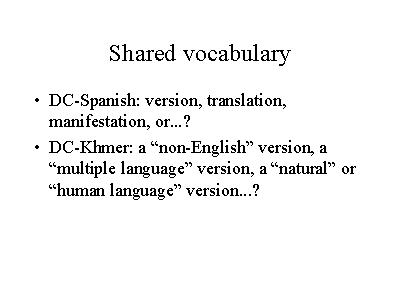 Shared vocabulary
• DC-Spanish: version, translation,
manifestation, or...?
• DC-Khmer: a “non-English” version, a
“multiple language” version, a “natural” or
“human language” version...?